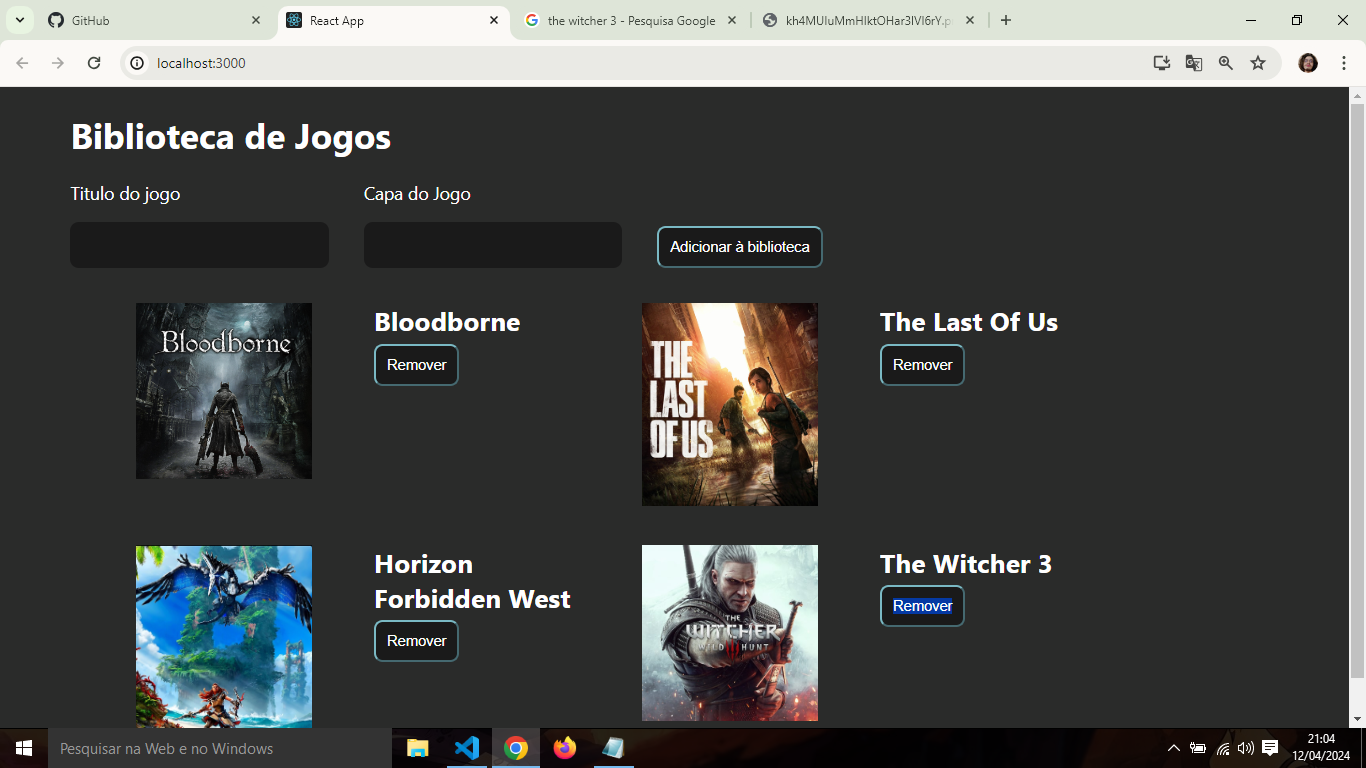 GitHub
React App
the witcher 3 - Pesquisa Google
kh4MUIuMmHIktOHar3IVI6rY.p
localhost:3000
Biblioteca de Jogos
Titulo do jogo
Capa do Jogo
Adicionar à biblioteca
Bloodborne
Bloodborne
Remover
THE
LAST
OF US
The Last Of Us
Remover
Horizon
Forbidden West
Remover
THE
WITCHER
WILD HUNT
The Witcher 3
Remover
Pesquisar na Web e no Windows
21:04
12/04/2024